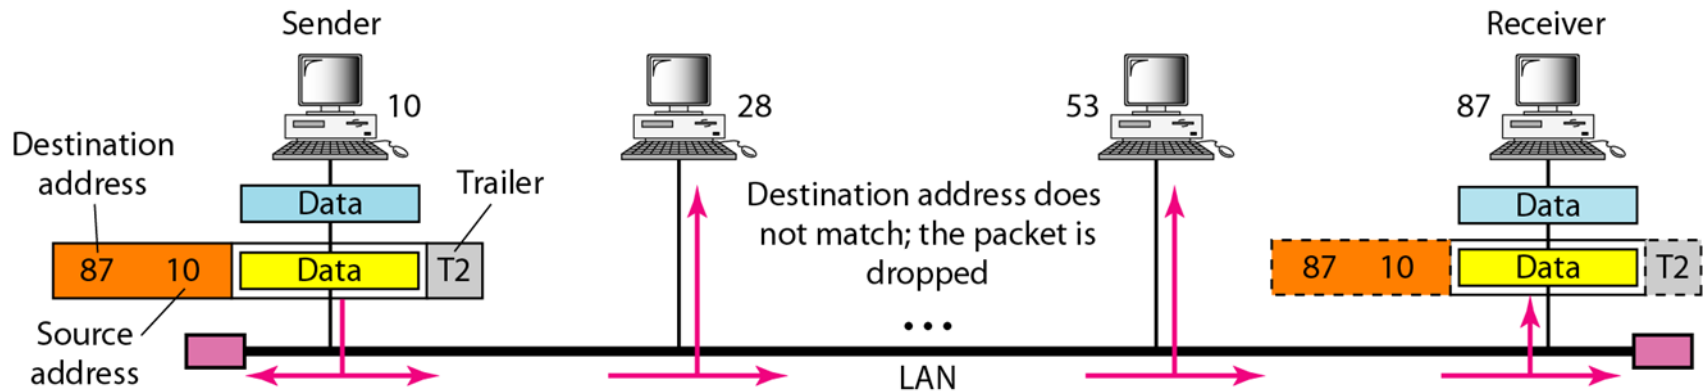 Sender
Receiver
10
28
53
87
Destination
address
Trailer
Data
87 10 Data T2
Source
address
Destination address does
not match; the packet is
dropped
...
LAN
Data
87 10 Data T2